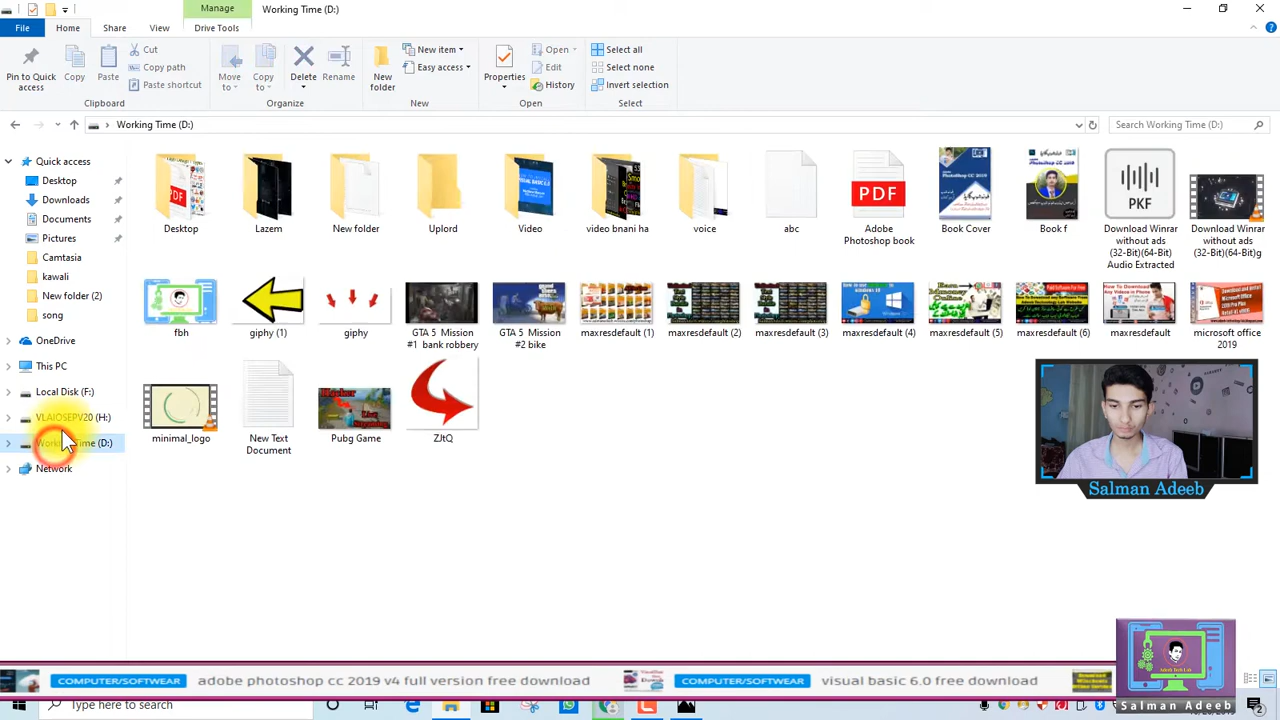 Manage
Working Time (D:)
File
Home
Share
View
Drive Tools
Pin to Quick access
Copy
Paste
Cut
Copy path
Paste shortcut
Clipboard
Move to
Copy to
Delete
Rename
Organize
New folder
New item
Easy access
New
Properties
Open
Edit
History
Open
Select all
Select none
Invert selection
Select
Working Time (D:)
Search Working Time (D:)
Quick access
Desktop
Downloads
Documents
Pictures
Camtasia
kawali
New folder (2)
song
OneDrive
This PC
Local Disk (F:)
VLAIOSEPV20 (H:)
Working Time (D:)
Network
Desktop
Lazem
New folder
Uplord
Video
video bnani ha
voice
abc
PDF
Adobe Photoshop book
Book Cover
Book f
PKF
Download Winrar without ads (32-Bit)(64-Bit) Audio Extracted
Download Winrar without ads (32-Bit)(64-Bit)g
fbh
giphy (1)
giphy
GTA 5 Mission #1 bank robbery
GTA 5 Mission #2 bike
maxresdefault (1)
maxresdefault (2)
maxresdefault (3)
maxresdefault (4)
maxresdefault (5)
maxresdefault (6)
maxresdefault
microsoft office 2019
minimal_logo
New Text Document
Pubg Game
ZJtQ
Salman Adeeb
COMPUTER/SOFTWARE
adobe photoshop cc 2019 v4 full version free download
COMPUTER/SOFTWARE
visual basic 6.0 free download
Salman Adeeb
Type here to search